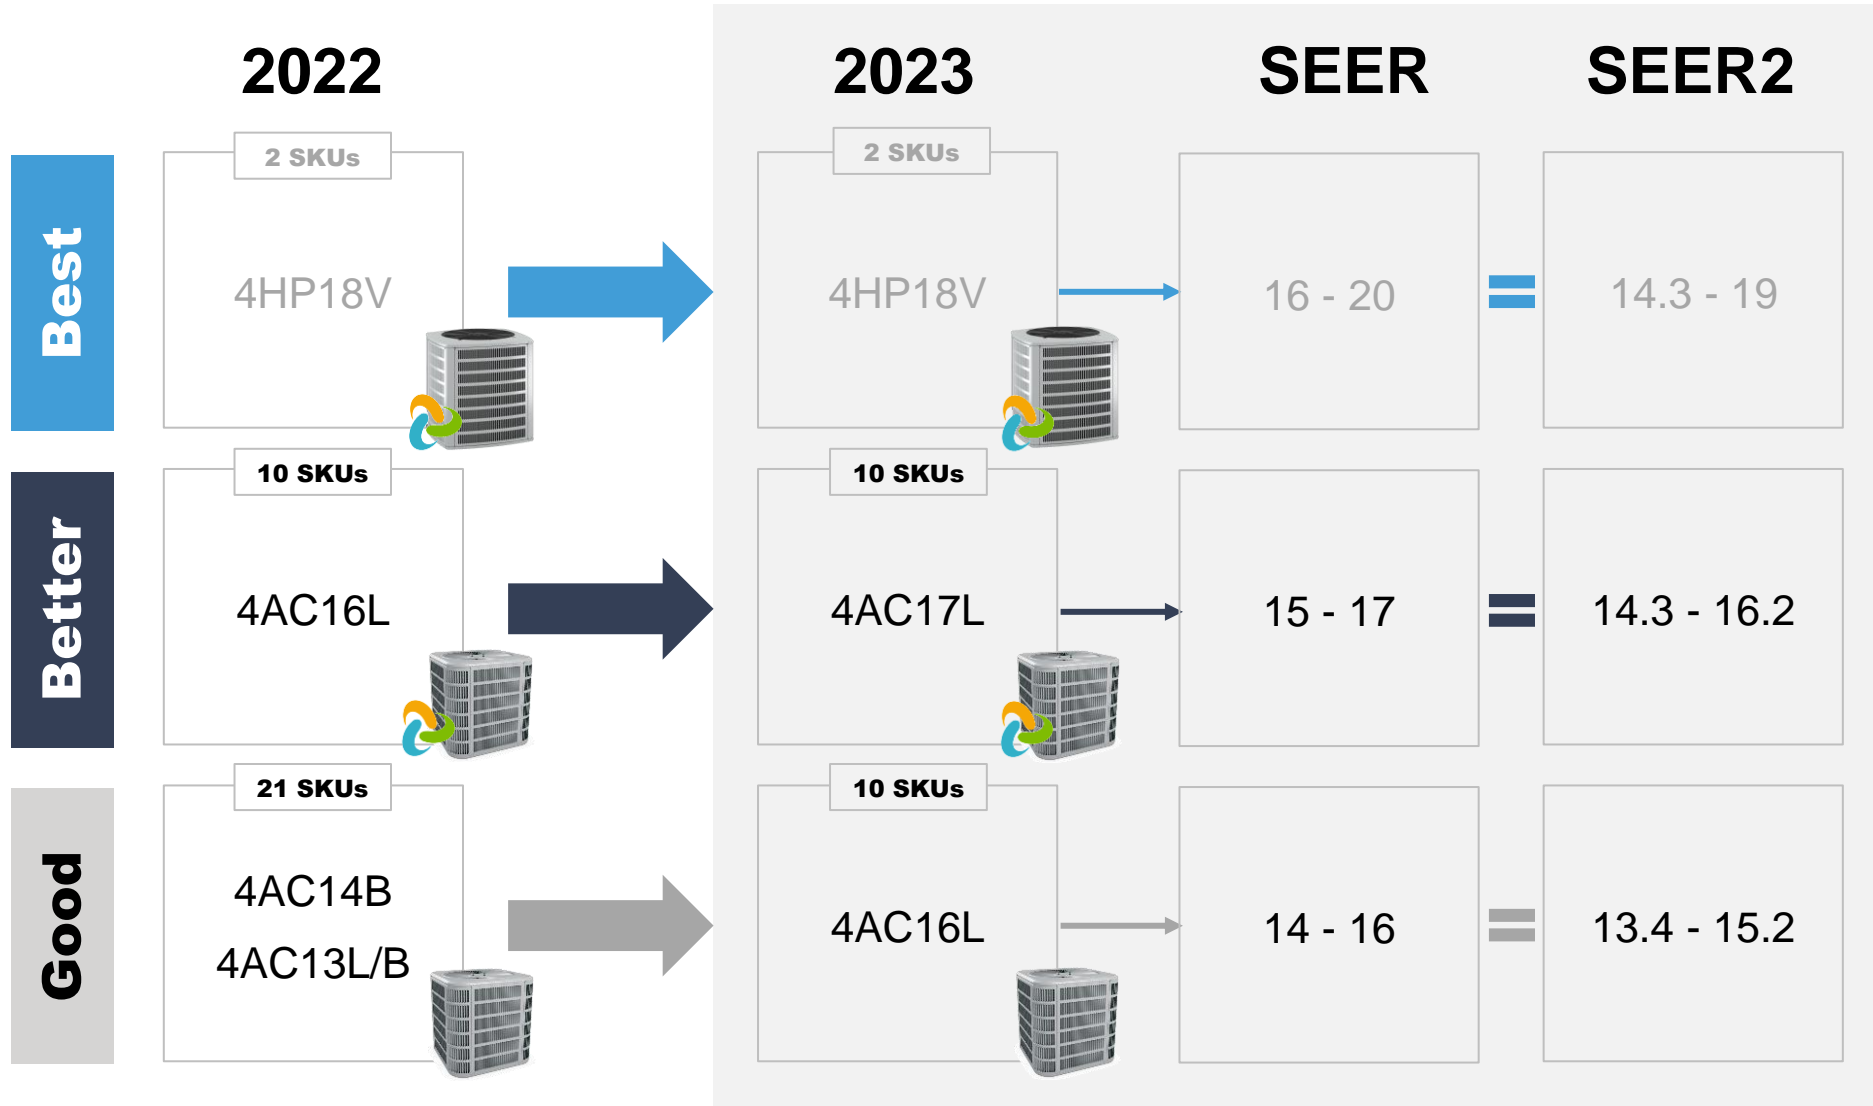 2022
2023
SEER
SEER2
Best
2 SKUs
4HP18V
2 SKUs
4HP18V
16 - 20
14.3 - 19
Better
10 SKUs
4AC16L
10 SKUs
4AC17L
15 - 17
14.3 - 16.2
Good
21 SKUs
4AC14B
4AC13L/B
10 SKUs
4AC16L
14 - 16
13.4 - 15.2